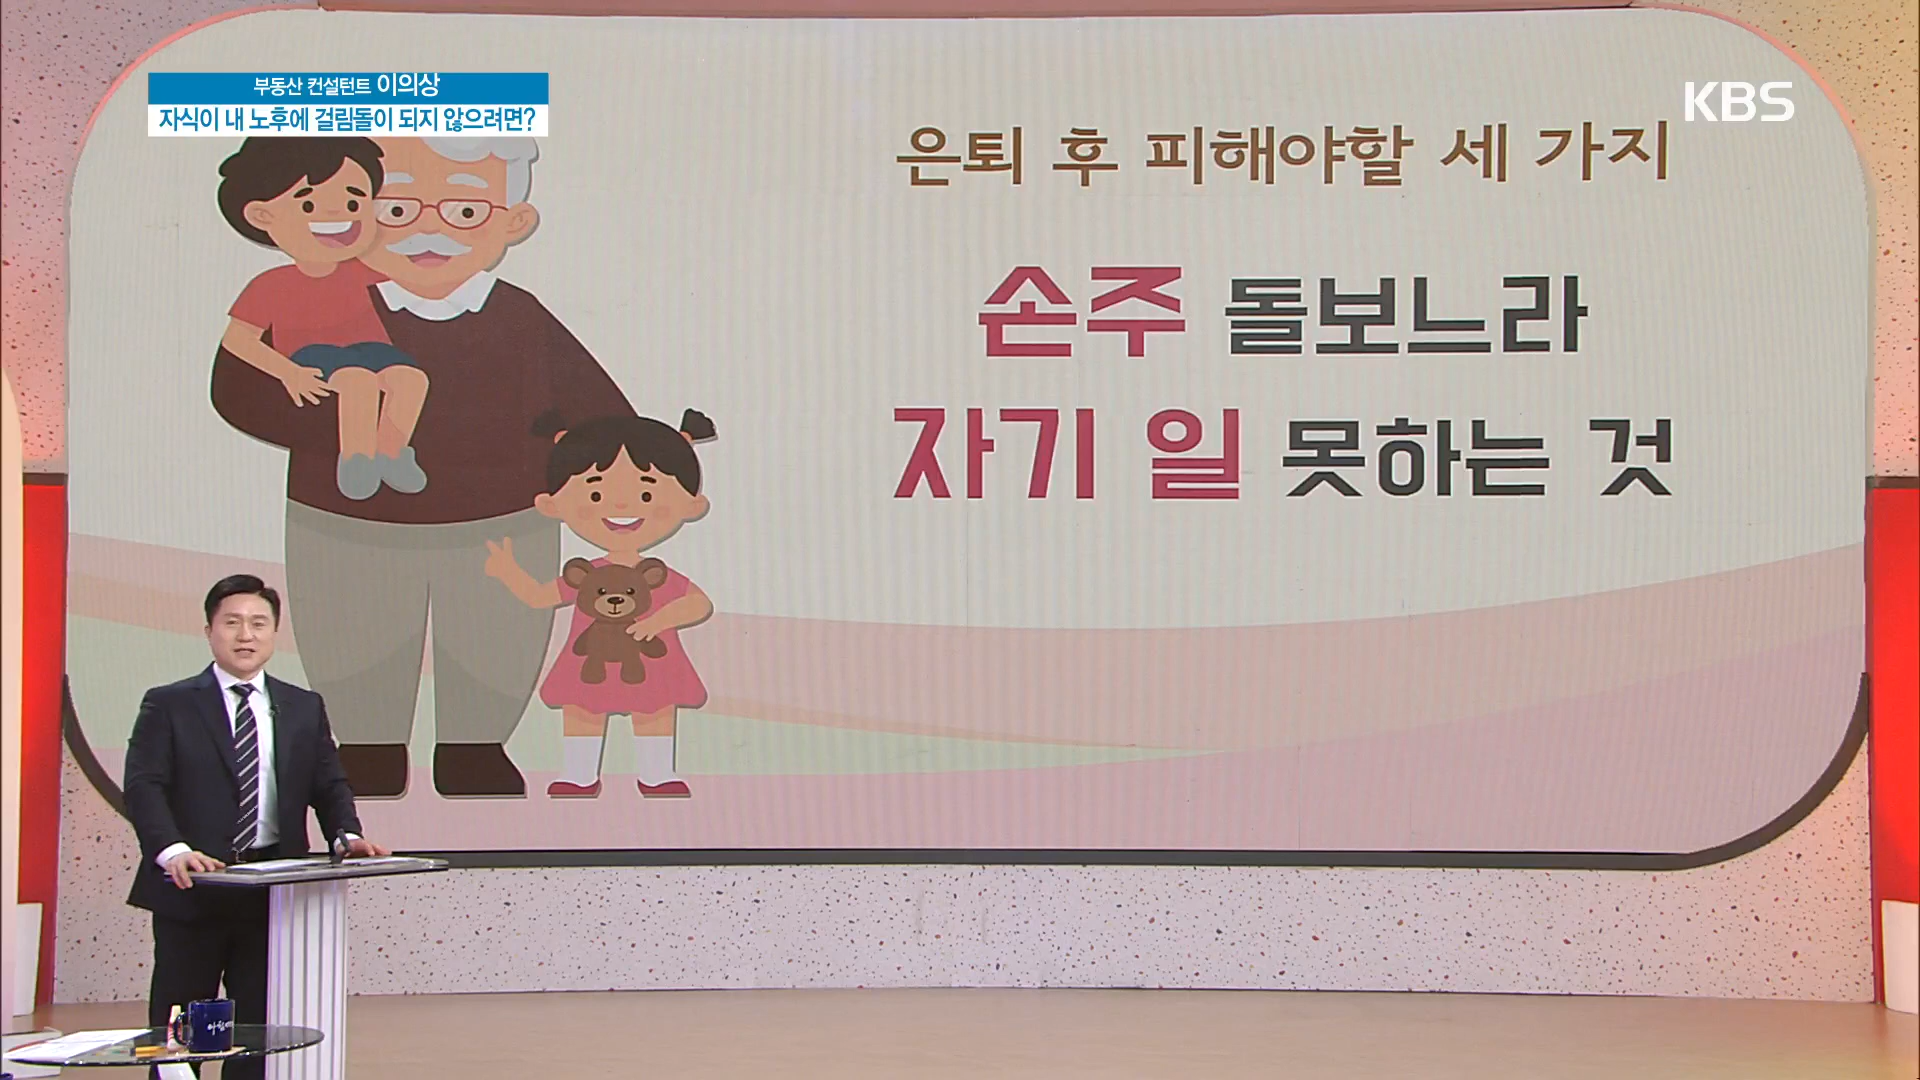 부동산 컨설턴트 이의상
자식이 내 노후에 걸림돌이 되지 않으려면?
KBS
은퇴 후 피해야할 세 가지
손주 돌보느라
자기 일 못하는 것